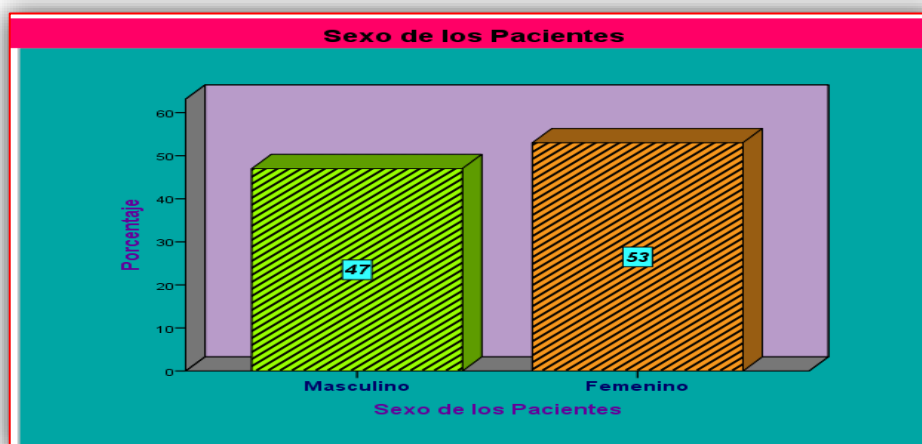 Sexo de los Pacientes
Porcentaje
60
50
40
30
20
10
0
47
53
Masculino Femenino
Sexo de los Pacientes